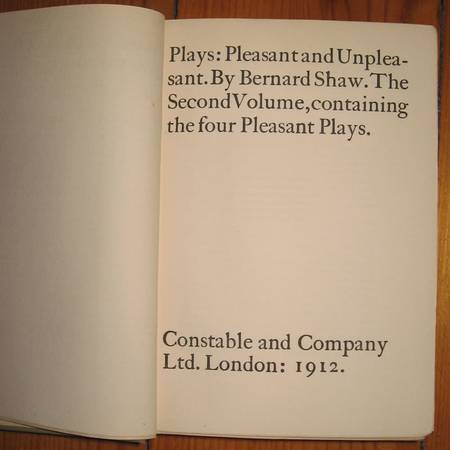 Plays: Pleasant and Unplea-
sant. By Bernard Shaw. The
Second Volume, containing
the four Pleasant Plays.
Constable and Company
Ltd. London: 1912.